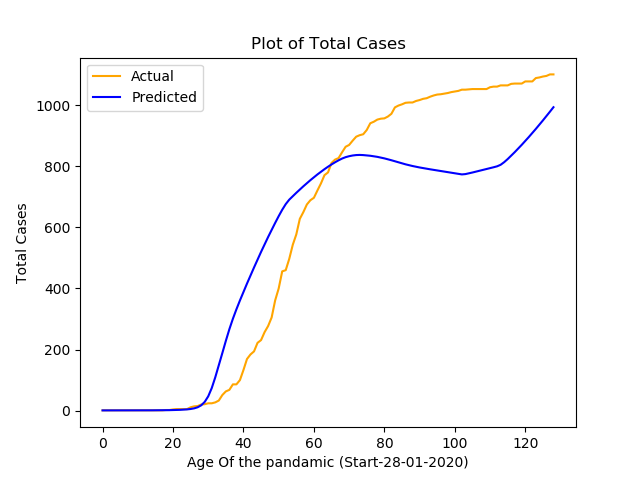 Plot of Total Cases
Actual
Predicted
Total Cases
1000
800
600
400
200
0
0 20 40 60 80 100 120
Age Of the pandamic (Start-28-01-2020)